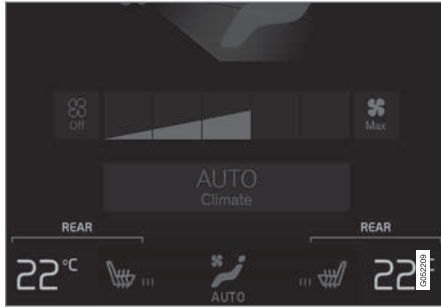 Off
Max
AUTO
Climate
REAR REAR
22°C 22
AUTO
G052209